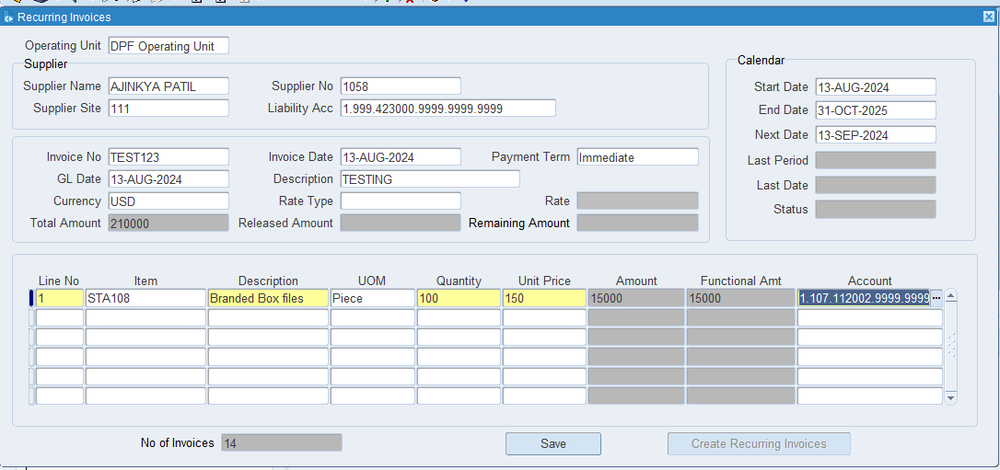 Recurring Invoices
Operating Unit DPF Operating Unit
Supplier
Supplier Name AJINKYA PATIL Supplier No 1058
Supplier Site 111 Liability Acc 1.999.423000.9999.9999.9999
Calendar
Start Date 13-AUG-2024
End Date 31-OCT-2025
Next Date 13-SEP-2024
Last Period
Last Date
Status
Invoice No TEST123 Invoice Date 13-AUG-2024 Payment Term Immediate
GL Date 13-AUG-2024 Description TESTING
Currency USD Rate Type Rate
Total Amount 210000 Released Amount Remaining Amount
Line No Item Description UOM Quantity Unit Price Amount Functional Amt Account
1 STA108 Branded Box files Piece 100 150 15000 15000 1.107.112002.9999.9999 ...
No of Invoices 14 Save Create Recurring Invoices